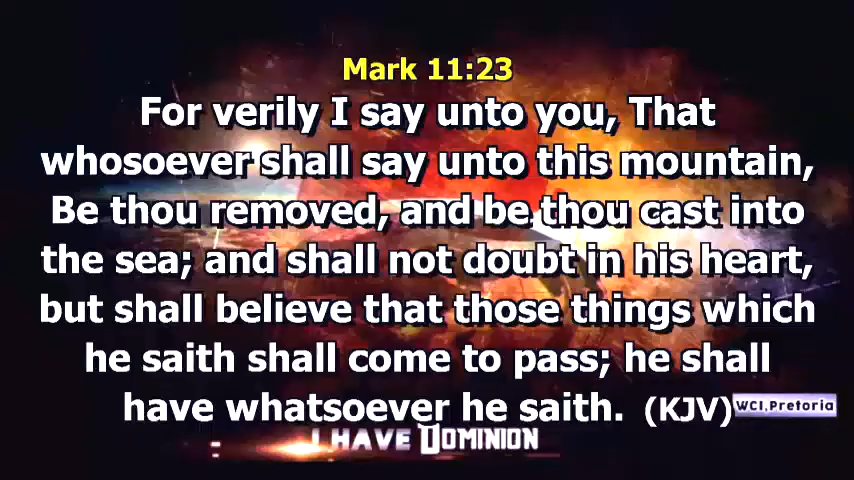 Mark 11:23
For verily I say unto you, That
whosoever shall say unto this mountain,
Be thou removed, and be thou cast into
the sea; and shall not doubt in his heart,
but shall believe that those things which
he saith shall come to pass; he shall
have whatsoever he saith. (KJV)
WCI,Pretoria
I HAVE DOMINION